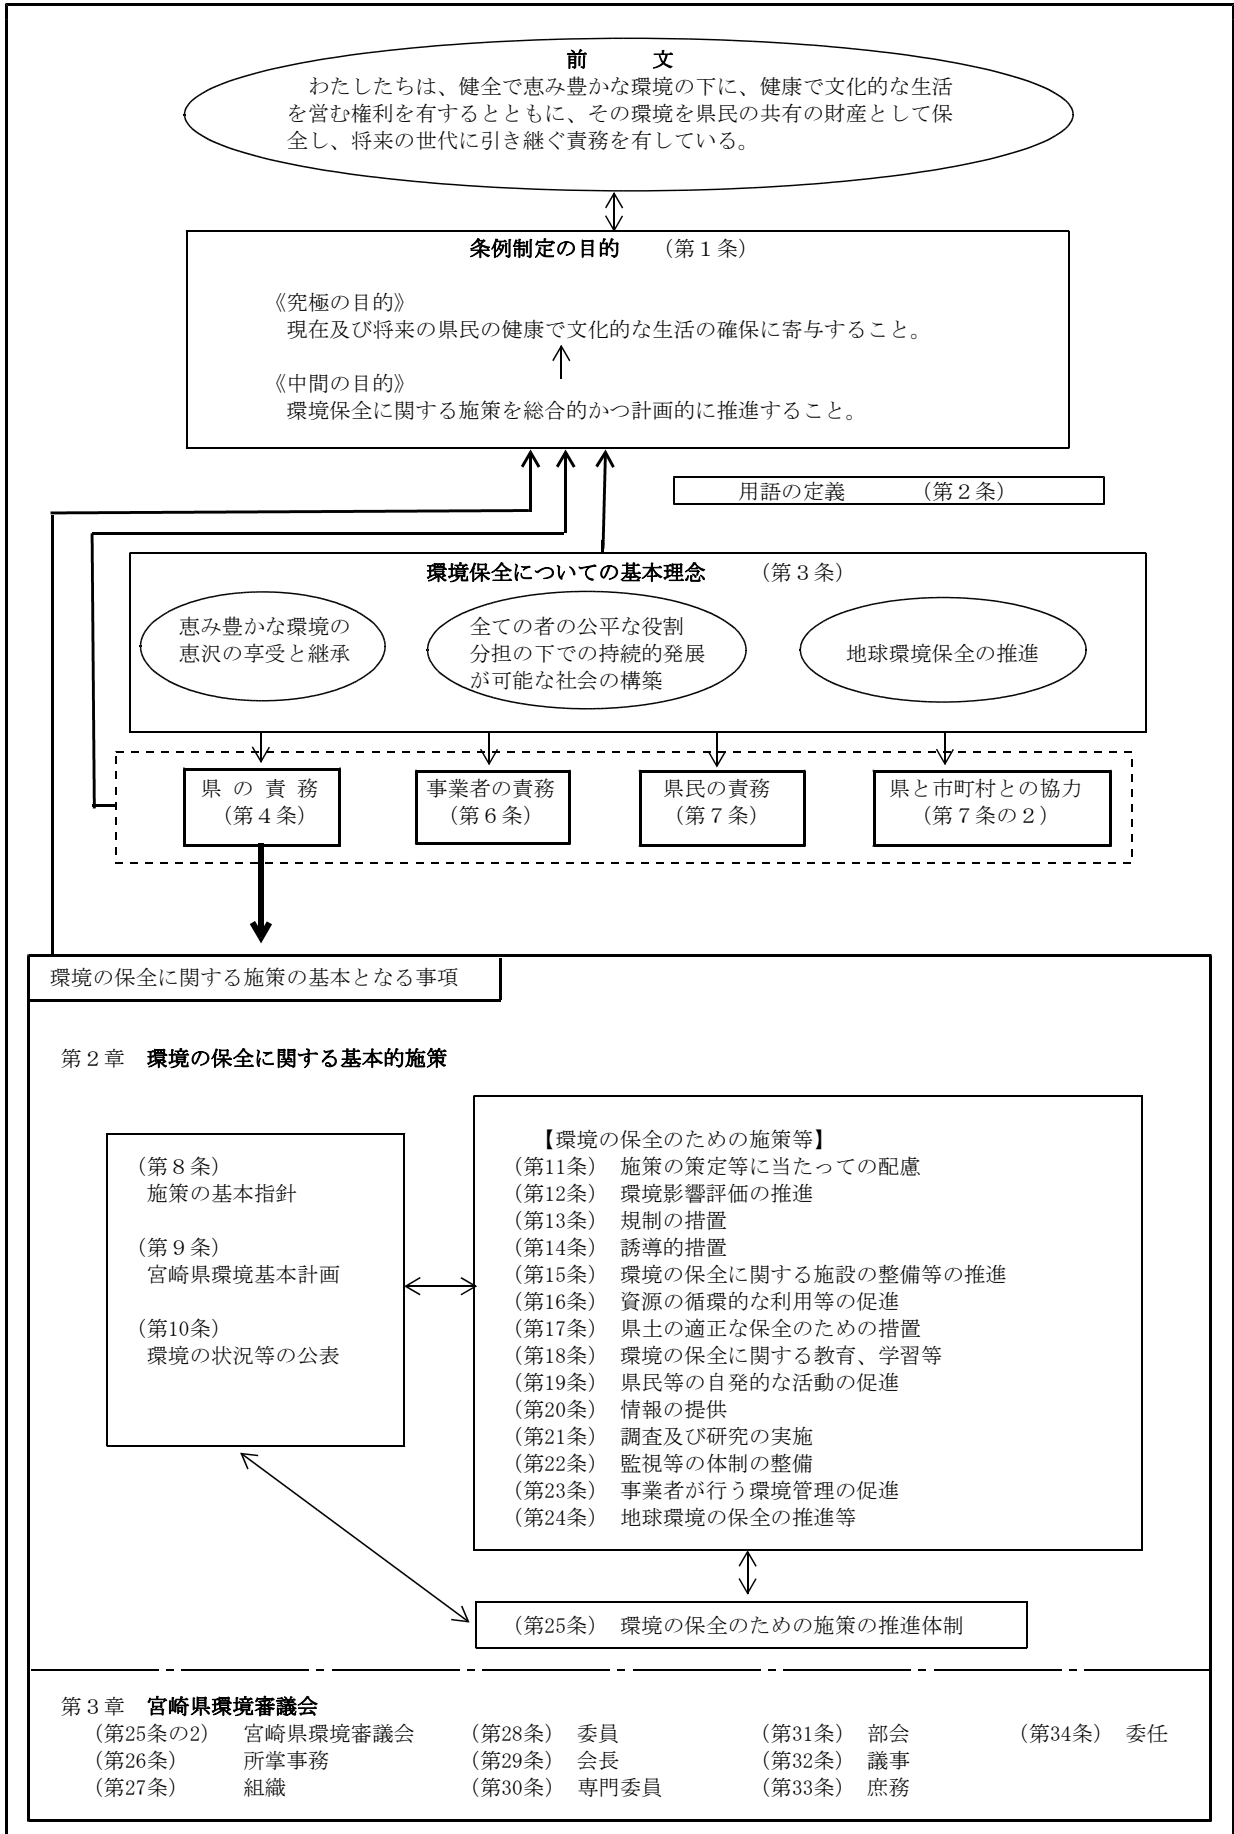 前　　　文
わたしたちは、健全で恵み豊かな環境の下に、健康で文化的な生活
を営む権利を有するとともに、その環境を県民の共有の財産として保
全し、将来の世代に引き継ぐ責務を有している。
条例制定の目的　（第１条）
《究極の目的》
現在及び将来の県民の健康で文化的な生活の確保に寄与すること。
《中間の目的》
環境保全に関する施策を総合的かつ計画的に推進すること。
用語の定義　（第２条）
環境保全についての基本理念　（第３条）
恵み豊かな環境の
恵沢の享受と継承
全ての者の公平な役割
分担の下での持続的発展
が可能な社会の構築
地球環境保全の推進
県の責務
（第４条）
事業者の責務
（第６条）
県民の責務
（第７条）
県と市町村との協力
（第７条の２）
環境の保全に関する施策の基本となる事項
第２章　環境の保全に関する基本的施策
（第８条）
施策の基本指針
（第９条）
宮崎県環境基本計画
（第10条）
環境の状況等の公表
【環境の保全のための施策等】
（第11条）　施策の策定等に当たっての配慮
（第12条）　環境影響評価の推進
（第13条）　規制の措置
（第14条）　誘導的措置
（第15条）　環境の保全に関する施設の整備等の推進
（第16条）　資源の循環的な利用等の促進
（第17条）　県土の適正な保全のための措置
（第18条）　環境の保全に関する教育、学習等
（第19条）　県民等の自発的な活動の促進
（第20条）　情報の提供
（第21条）　調査及び研究の実施
（第22条）　監視等の体制の整備
（第23条）　事業者が行う環境管理の促進
（第24条）　地球環境の保全の推進等
（第25条）　環境の保全のための施策の推進体制
第３章　宮崎県環境審議会
（第25条の2）　宮崎県環境審議会　（第28条）　委員　（第31条）　部会　（第34条）　委任
（第26条）　所掌事務　（第29条）　会長　（第32条）　議事
（第27条）　組織　（第30条）　専門委員　（第33条）　庶務